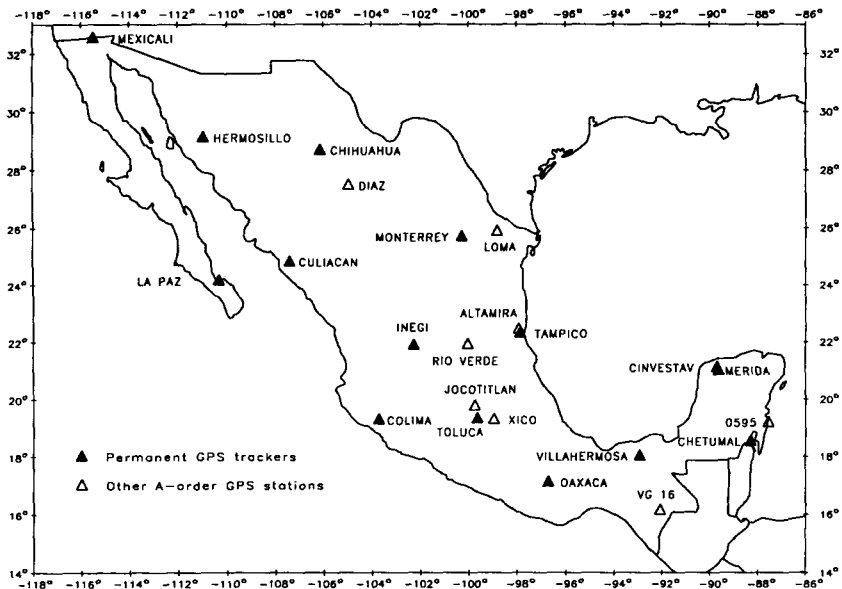 -118° -116° -114° -112° -110° -108° -106° -104° -102° -100° -98° -96° -94° -92° -90° -88° -86°
32° 32°
30° 30°
28° 28°
26° 26°
24° 24°
22° 22°
20° 20°
18° 18°
16° 16°
14° 14°
MEXICALI
HERMOSILLO
CHIHUAHUA
DIAZ
MONTERREY
LOMA
CULIACAN
LA PAZ
ALTAMIRA
TAMPICO
INEGI
RIO VERDE
CINVESTAV
MERIDA
JOCOTITLAN
COLIMA
TOLUCA
XICO
0595
CHETUMAL
VILLAHERMOSA
OAXACA
VG 16
Permanent GPS trackers
Other A-order GPS stations
-118° -116° -114° -112° -110° -108° -106° -104° -102° -100° -98° -96° -94° -92° -90° -88° -86°